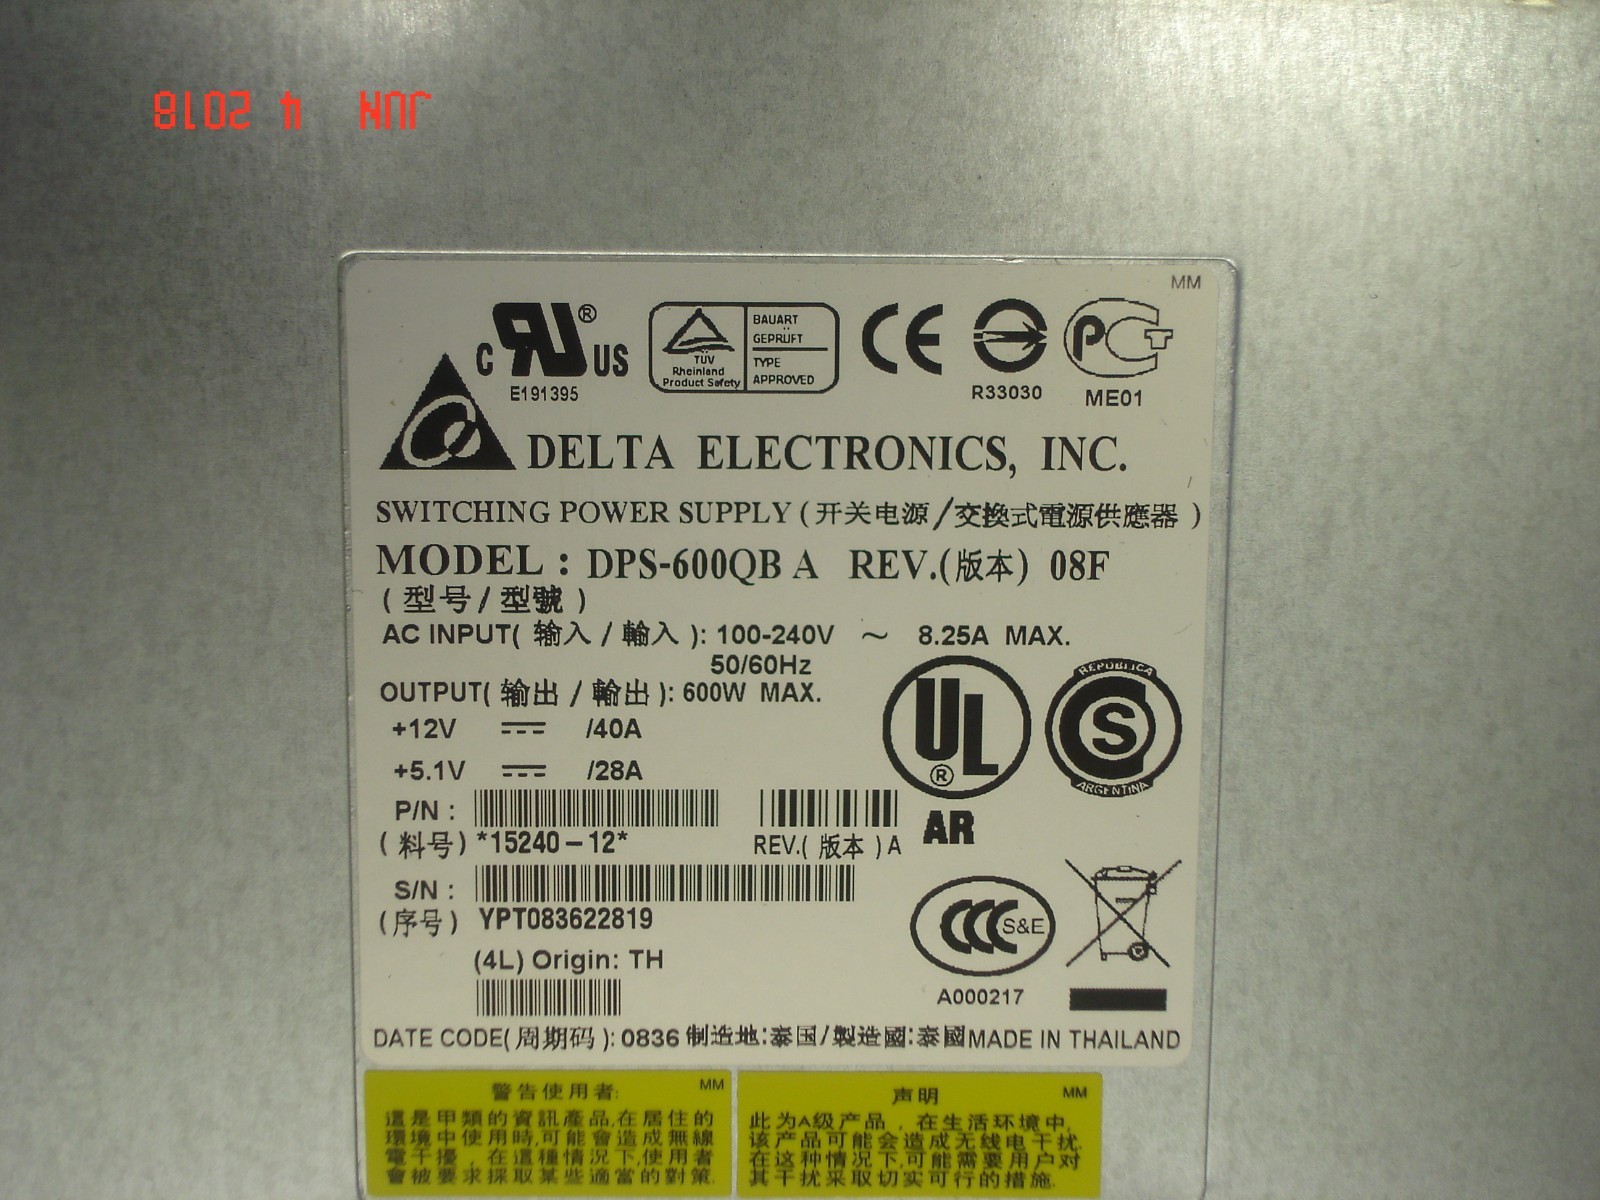 JUN 4 2018
MM
C RU ® US
E191395
TÜV
Rheinland
Product Safety
BAUART
GEPRÜFT
TYPE
APPROVED
CE
R33030
PCT
ME01
DELTA ELECTRONICS, INC.
SWITCHING POWER SUPPLY (开关电源/交換式電源供應器)
MODEL : DPS-600QB A REV.(版本) 08F
(型号/型號)
AC INPUT(输入/輸入): 100-240V ~ 8.25A MAX.
50/60Hz
OUTPUT(输出/輸出): 600W MAX.
+12V /40A
+5.1V /28A
UL ®
REPUBLICA
S
ARGENTINA
AR
P/N :
(料号) *15240-12*
REV.(版本)A
S/N :
(序号) YPT083622819
(4L) Origin: TH
CCC S&E
A000217
DATE CODE(周期码): 0836 制造地:泰国/製造國:泰國 MADE IN THAILAND
警告使用者: MM
這是甲類的資訊產品,在居住的
環境中使用時,可能會造成無線
電干擾，在這種情況下,使用者
會被要求採取某些適當的對策.
声明 MM
此为A级产品，在生活环境中,
该产品可能会造成无线电干扰.
在这种情况下,可能需要用户对
其干扰采取切实可行的措施.